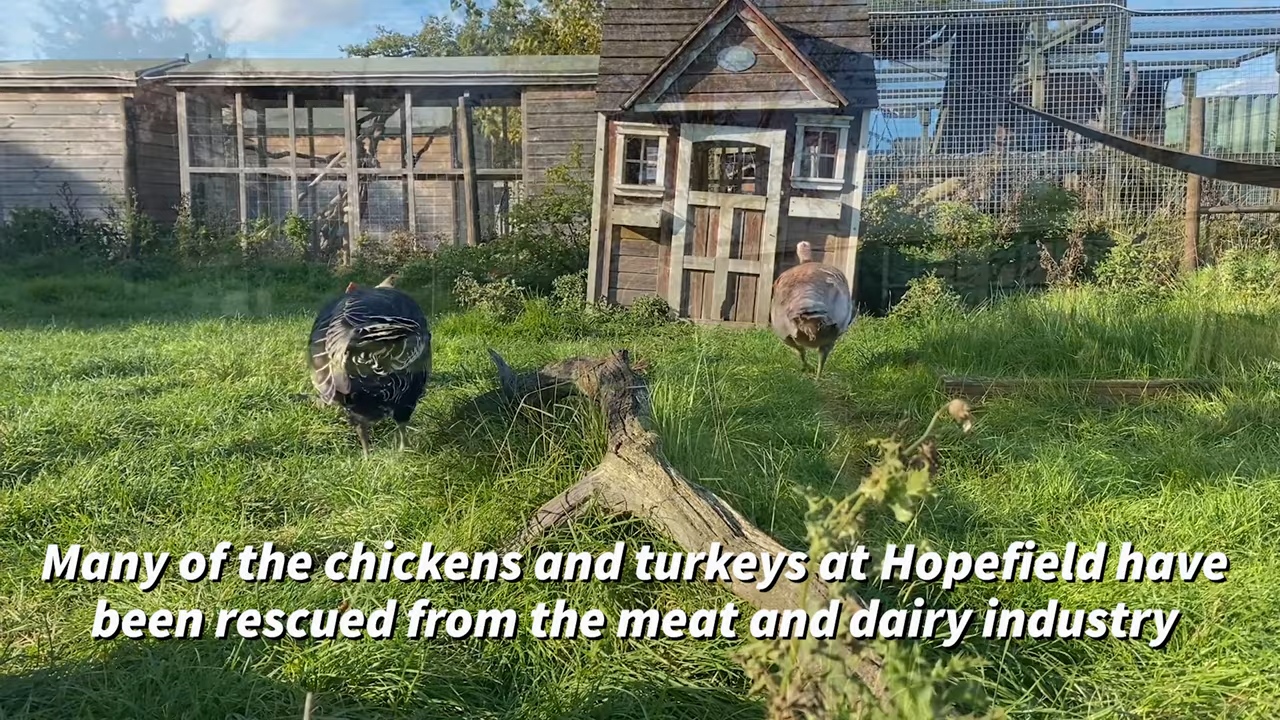 Many of the chickens and turkeys at Hopefield have
been rescued from the meat and dairy industry